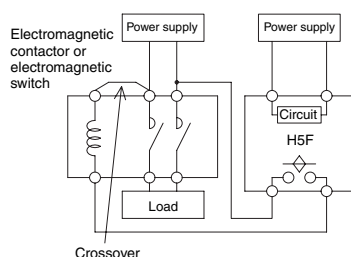 Power supply
Power supply
Electromagnetic
contactor or
electromagnetic
switch
Circuit
H5F
Load
Crossover